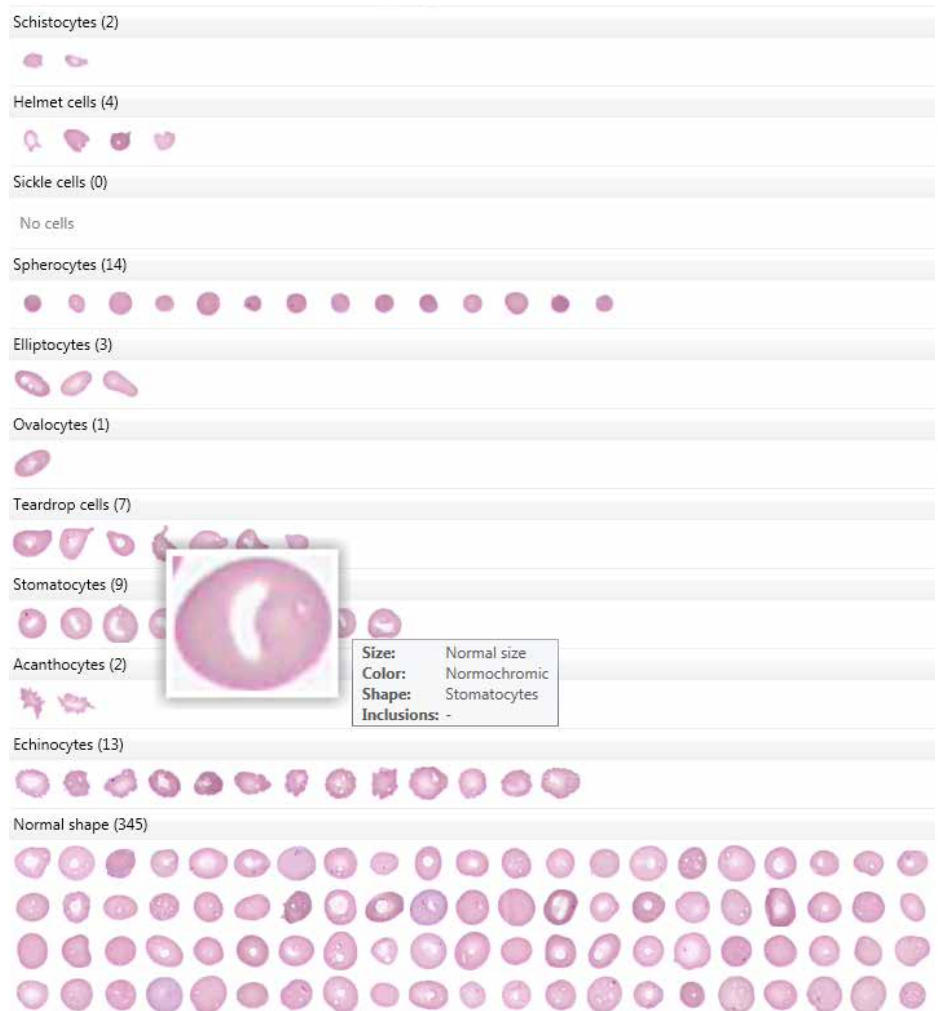 Schistocytes (2)
Helmet cells (4)
Sickle cells (0)
No cells
Spherocytes (14)
Elliptocytes (3)
Ovalocytes (1)
Teardrop cells (7)
Stomatocytes (9)
Size: Normal size
Color: Normochromic
Acanthocytes (2)
Shape: Stomatocytes
Inclusions: -
Echinocytes (13)
Normal shape (345)